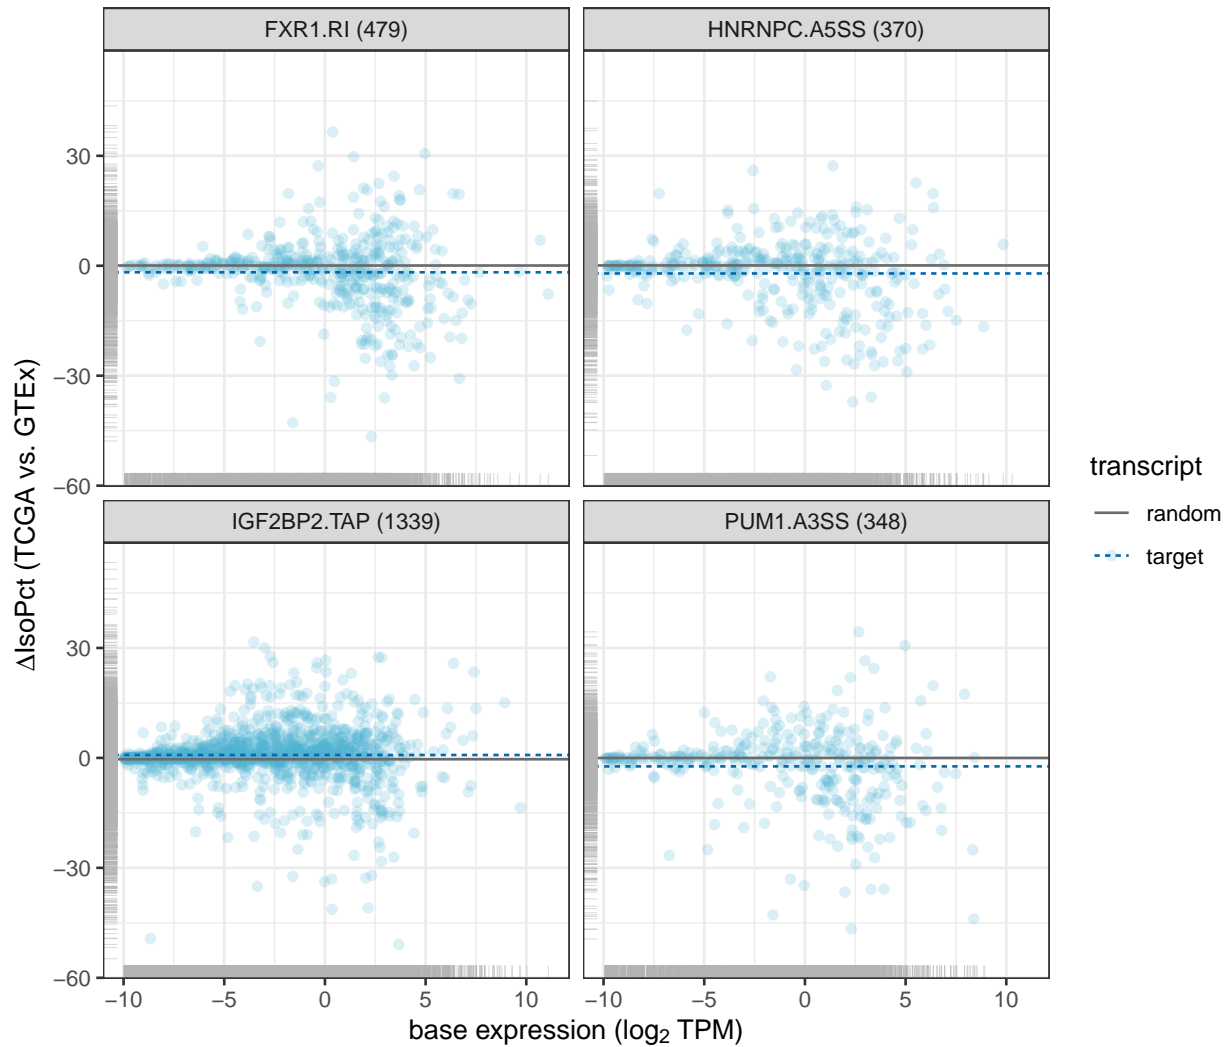 FXR1.RI (479)
HNRNPC.A5SS (370)
30
0
−30
−60
IGF2BP2.TAP (1339)
PUM1.A3SS (348)
30
0
−30
−60
−10 −5 0 5 10
−10 −5 0 5 10
base expression (log₂ TPM)
ΔIsoPct (TCGA vs. GTEx)
transcript
random
target